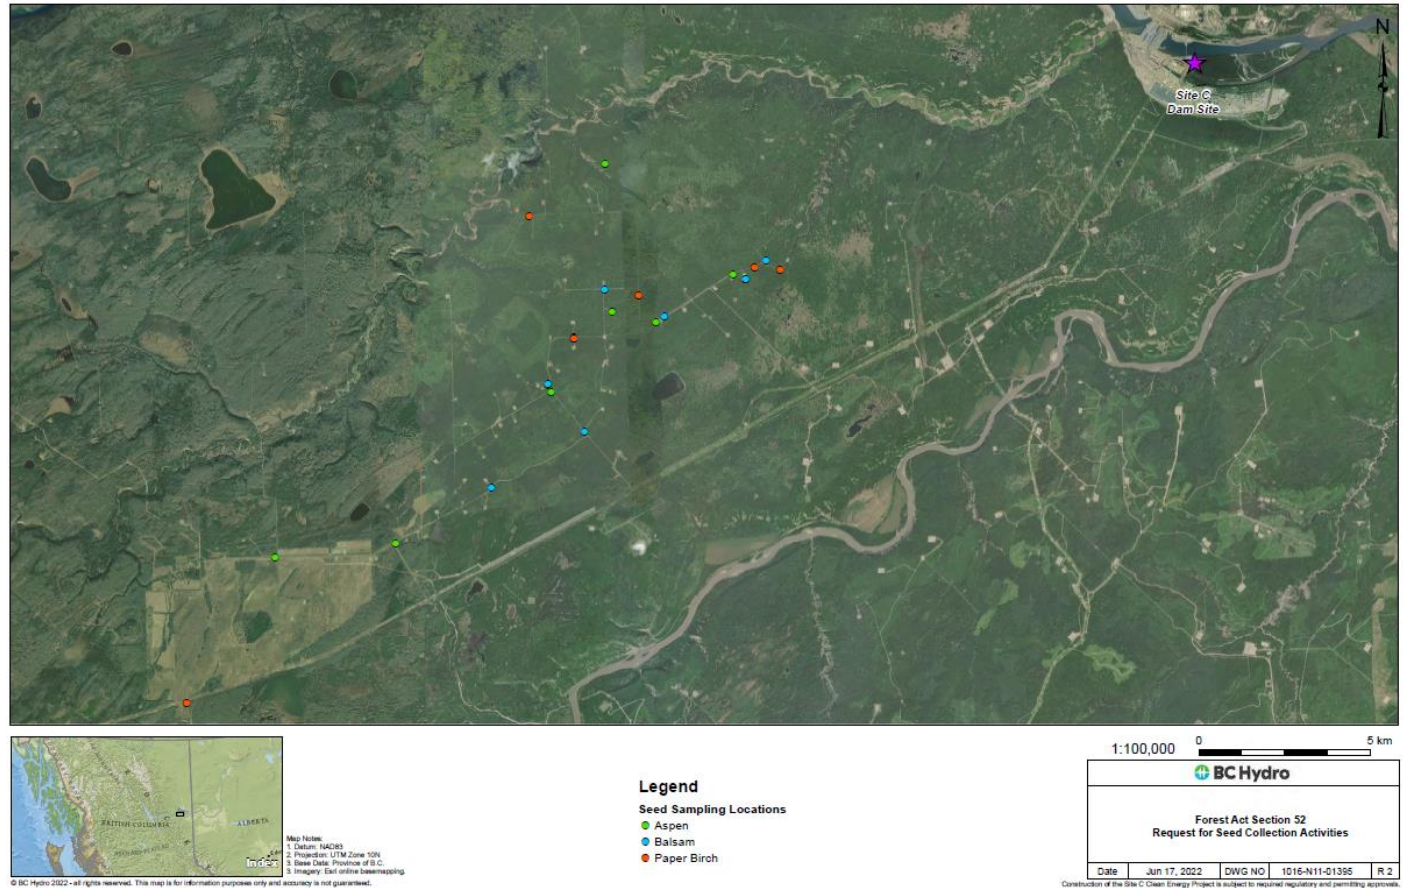 N
Site C
Dam Site
1:100,000
0
5 km
BC Hydro
Forest Act Section 52
Request for Seed Collection Activities
Date
Jun 17, 2022
DWG NO
1016-N11-01395
R 2
Construction of the Site C Clean Energy Project is subject to required regulatory and permitting approvals.
Legend
Seed Sampling Locations
Aspen
Balsam
Paper Birch
BRITISH COLUMBIA
ALBERTA
Index
Map Notes:
1. Datum: NAD83
2. Projection: UTM Zone 10N
3. Base Data: Province of B.C.
4. Imagery: Esri online basemapping.
© BC Hydro 2022 - all rights reserved. This map is for information purposes only and accuracy is not guaranteed.